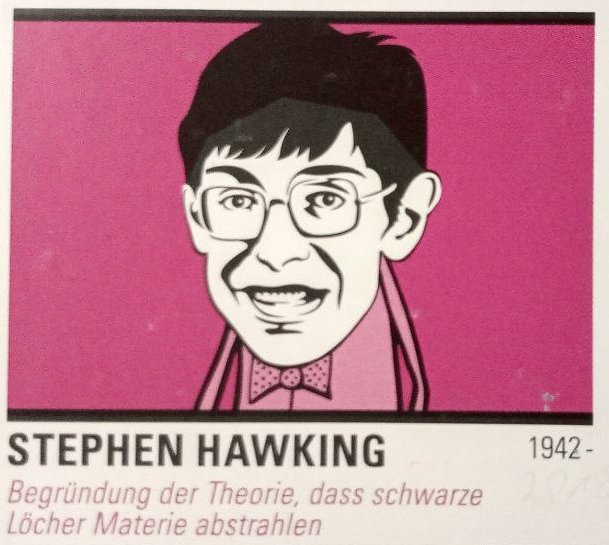 STEPHEN HAWKING 1942-
Begründung der Theorie, dass schwarze
Löcher Materie abstrahlen